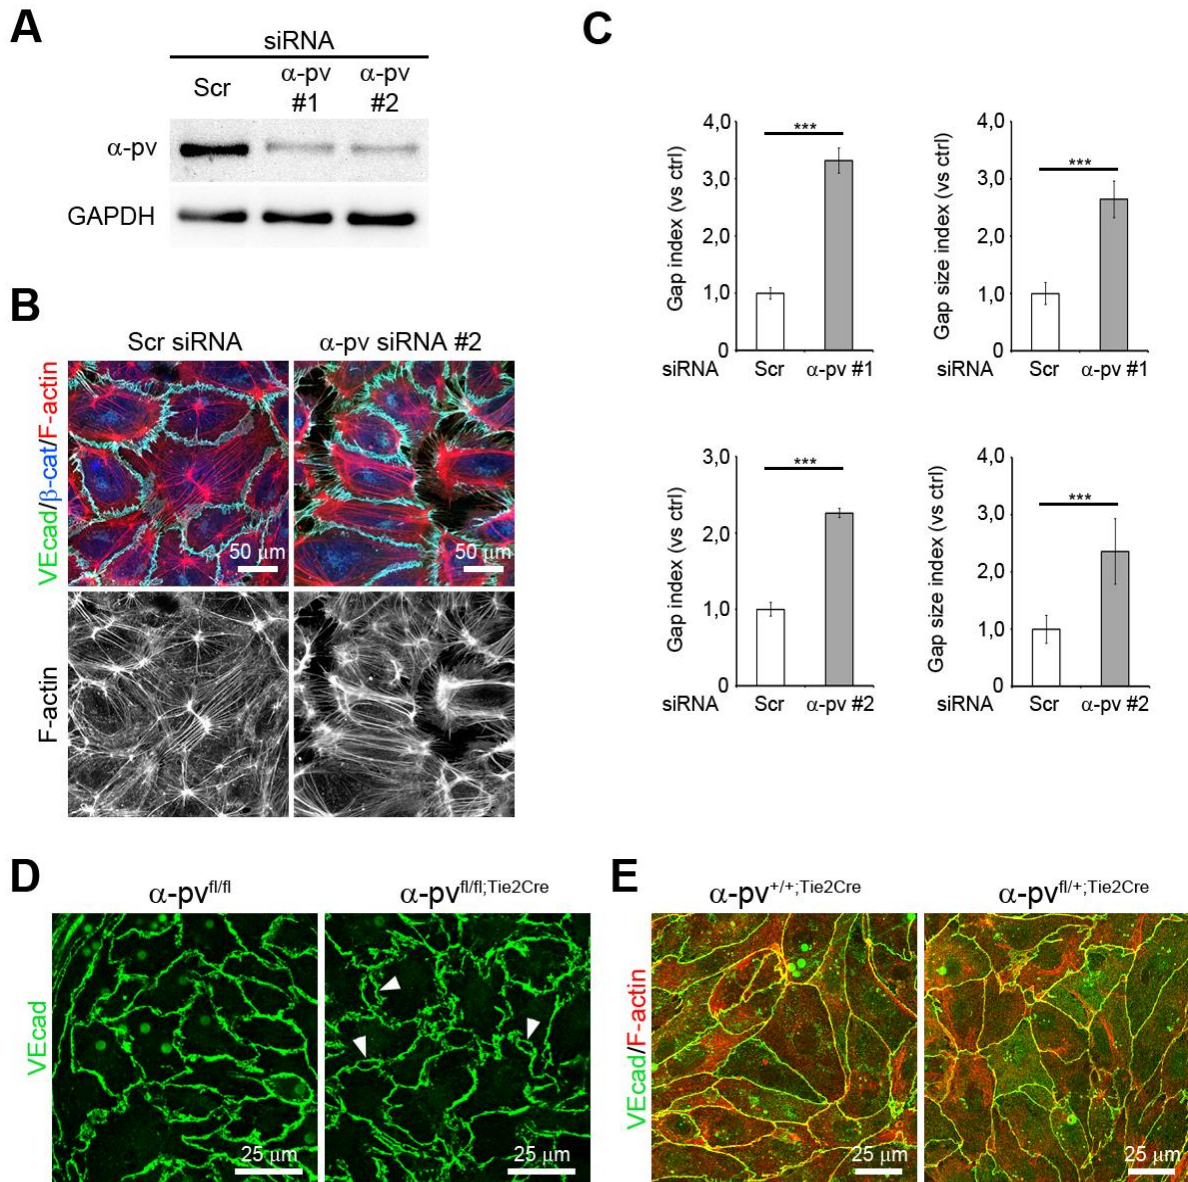 A
siRNA
Scr
α-pv
#1
α-pv
#2
α-pv
GAPDH
B
Scr siRNA
α-pv siRNA #2
VEcad/β-cat/F-actin
50 µm
50 µm
F-actin
C
Gap index (vs ctrl)
4,0
3,0
2,0
1,0
0
***
siRNA
Scr
α-pv #1
Gap size index (vs ctrl)
4,0
3,0
2,0
1,0
0
***
siRNA
Scr
α-pv #1
Gap index (vs ctrl)
3,0
2,0
1,0
0
***
siRNA
Scr
α-pv #2
Gap size index (vs ctrl)
4,0
3,0
2,0
1,0
0
***
siRNA
Scr
α-pv #2
D
α-pvfl/fl
α-pvfl/fl;Tie2Cre
VEcad
25 µm
25 µm
E
α-pv+/+;Tie2Cre
α-pvfl/+;Tie2Cre
VEcad/F-actin
25 µm
25 µm